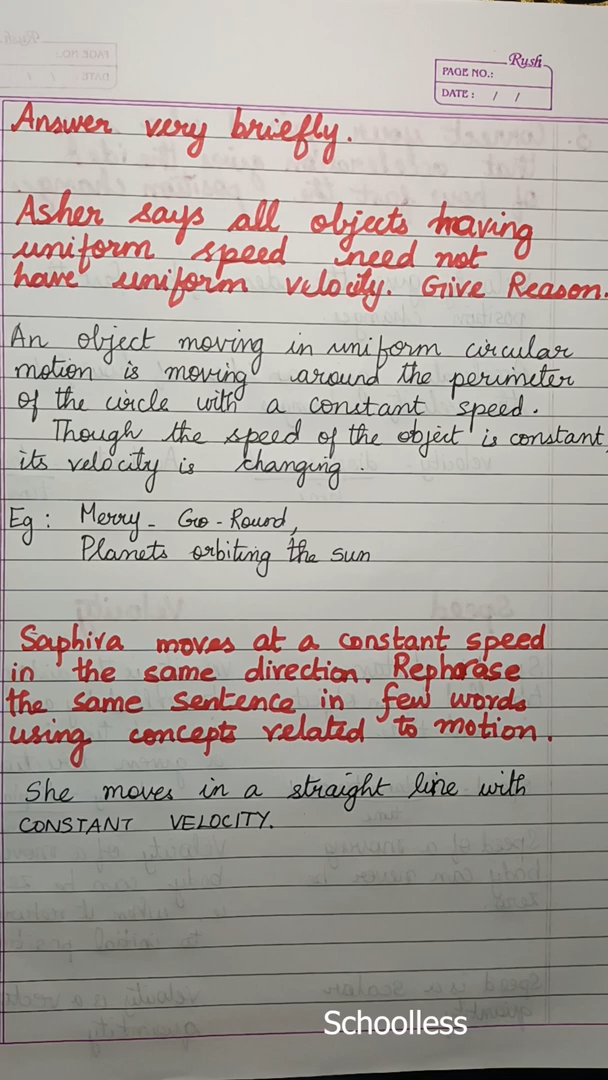 Rush
PAGE NO.:
DATE: / /
Answer very briefly.
Asher says all objects having
uniform speed need not
have uniform velocity. Give Reason.
An object moving in uniform circular
motion is moving around the perimeter
of the circle with a constant speed.
Though the speed of the object is constant,
its velocity is changing.
Eg: Merry-Go-Round,
Planets orbiting the sun
Saphira moves at a constant speed
in the same direction. Rephrase
the same sentence in few words
using concepts related to motion.
She moves in a straight line with
CONSTANT VELOCITY.
Schoolless